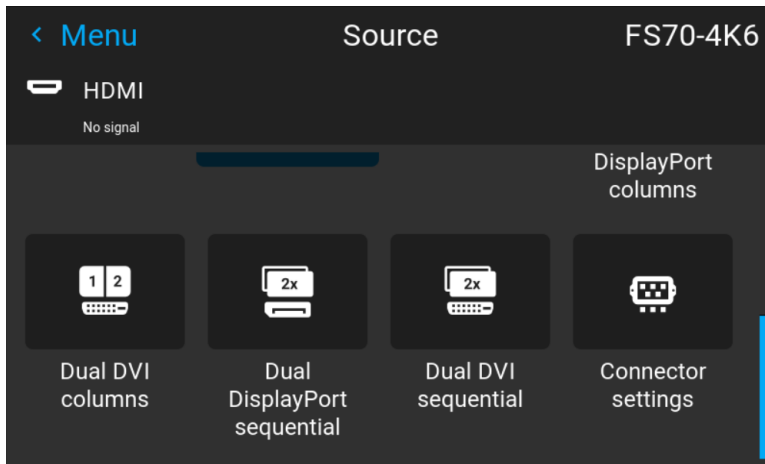 Menu
Source
FS70-4K6
HDMI
No signal
DisplayPort
columns
1 2
2x
2x
Dual DVI
columns
Dual
DisplayPort
sequential
Dual DVI
sequential
Connector
settings